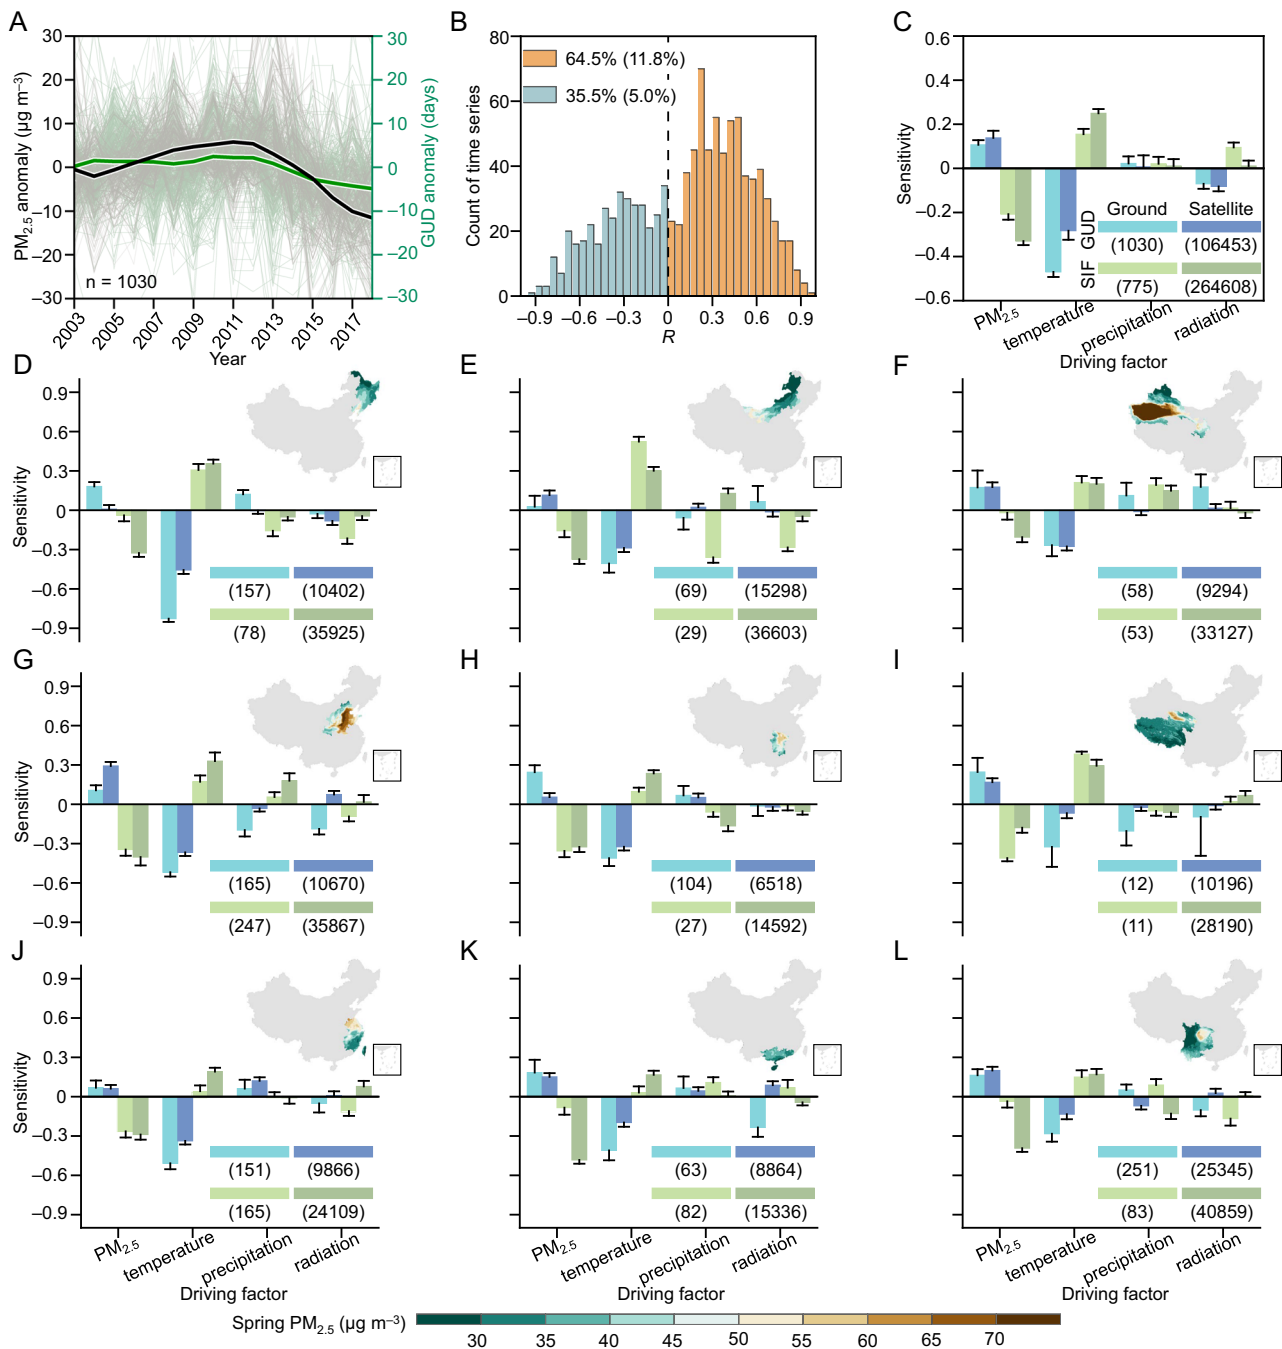 A
PM2.5 anomaly (µg m–3)
30
20
10
0
–10
–20
–30
30
20
10
0
–10
–20
–30
GUD anomaly (days)
n = 1030
2003
2005
2007
2009
2011
2013
2015
2017
Year
B
Count of time series
80
60
40
20
0
64.5% (11.8%)
35.5% (5.0%)
–0.9
–0.6
–0.3
0
0.3
0.6
0.9
R
C
Sensitivity
0.6
0.4
0.2
0
–0.2
–0.4
–0.6
Ground
Satellite
GUD
(1030)
(106453)
SIF
(775)
(264608)
PM2.5
temperature
precipitation
radiation
Driving factor
D
Sensitivity
0.9
0.6
0.3
0
–0.3
–0.6
–0.9
(157)
(10402)
(78)
(35925)
E
(69)
(15298)
(29)
(36603)
F
(58)
(9294)
(53)
(33127)
G
Sensitivity
0.9
0.6
0.3
0
–0.3
–0.6
–0.9
(165)
(10670)
(247)
(35867)
H
(104)
(6518)
(27)
(14592)
I
(12)
(10196)
(11)
(28190)
J
Sensitivity
0.9
0.6
0.3
0
–0.3
–0.6
–0.9
(151)
(9866)
(165)
(24109)
PM2.5
temperature
precipitation
radiation
Driving factor
K
(63)
(8864)
(82)
(15336)
PM2.5
temperature
precipitation
radiation
Driving factor
L
(251)
(25345)
(83)
(40859)
PM2.5
temperature
precipitation
radiation
Driving factor
Spring PM2.5 (µg m–3)
30
35
40
45
50
55
60
65
70